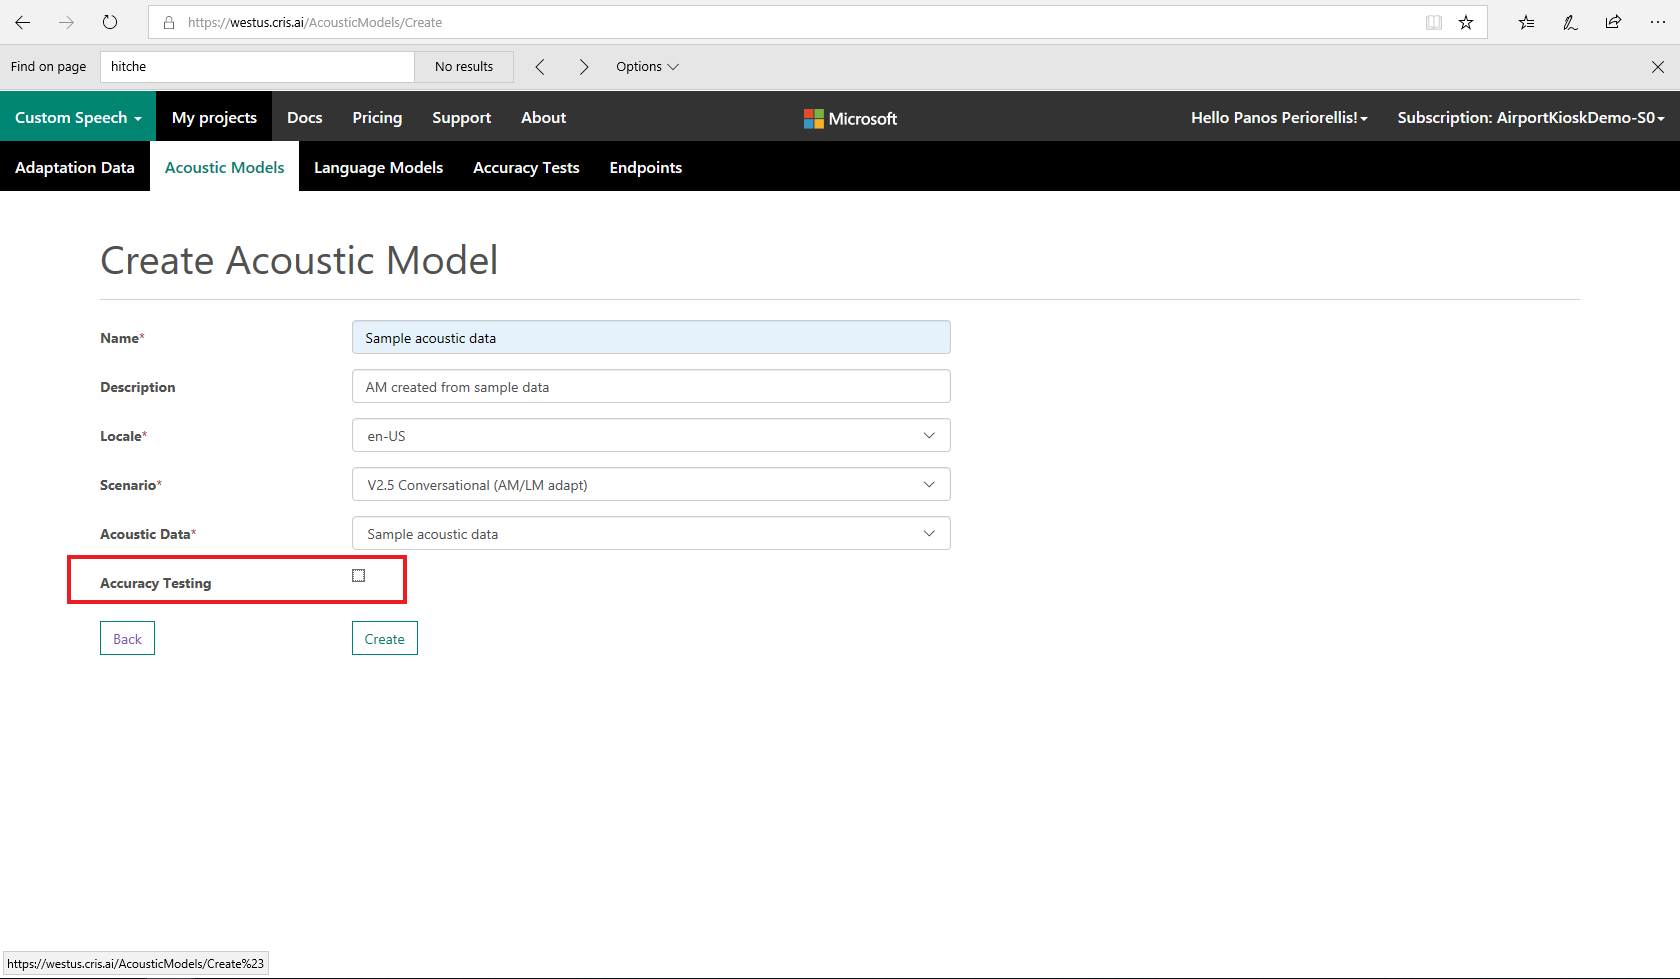 https://westus.cris.ai/AcousticModels/Create
Find on page hitche No results Options
Custom Speech My projects Docs Pricing Support About Microsoft Hello Panos Periorellis! Subscription: AirportKioskDemo-S0
Adaptation Data Acoustic Models Language Models Accuracy Tests Endpoints
Create Acoustic Model
Name* Sample acoustic data
Description AM created from sample data
Locale* en-US
Scenario* V2.5 Conversational (AM/LM adapt)
Acoustic Data* Sample acoustic data
Accuracy Testing
Back Create
https://westus.cris.ai/AcousticModels/Create%23